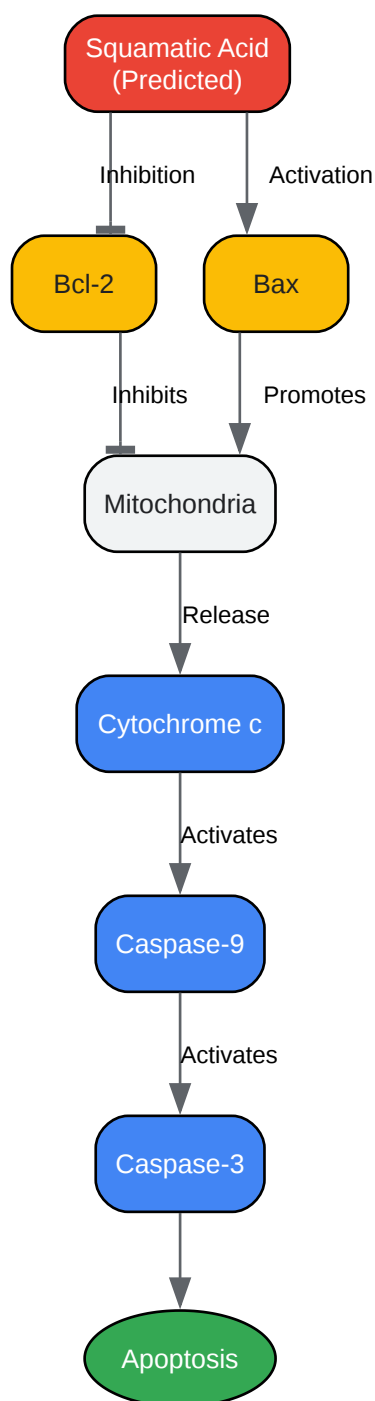 Squamatic Acid
(Predicted)
Inhibition
Activation
Bcl-2
Bax
Inhibits
Promotes
Mitochondria
Release
Cytochrome c
Activates
Caspase-9
Activates
Caspase-3
Apoptosis